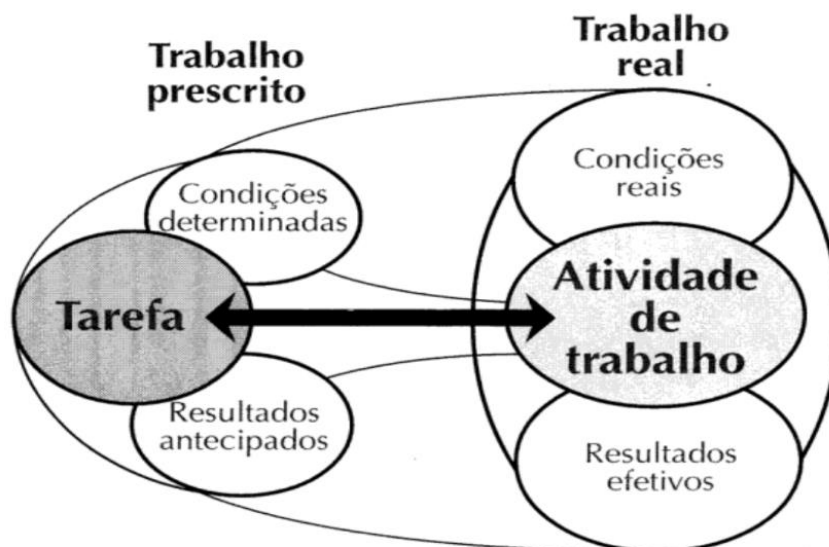 Trabalho
prescrito
Trabalho
real
Condições
determinadas
Condições
reais
Tarefa
Atividade
de
trabalho
Resultados
antecipados
Resultados
efetivos